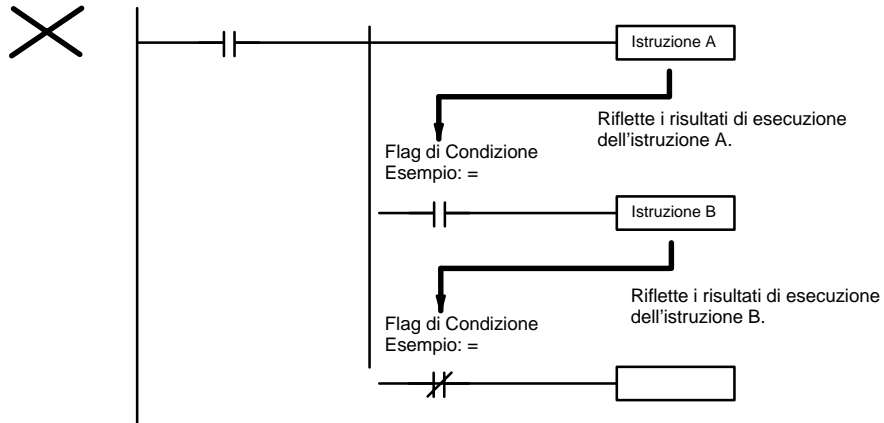 Istruzione A
Riflette i risultati di esecuzione
dell'istruzione A.
Flag di Condizione
Esempio: =
Istruzione B
Riflette i risultati di esecuzione
dell'istruzione B.
Flag di Condizione
Esempio: =